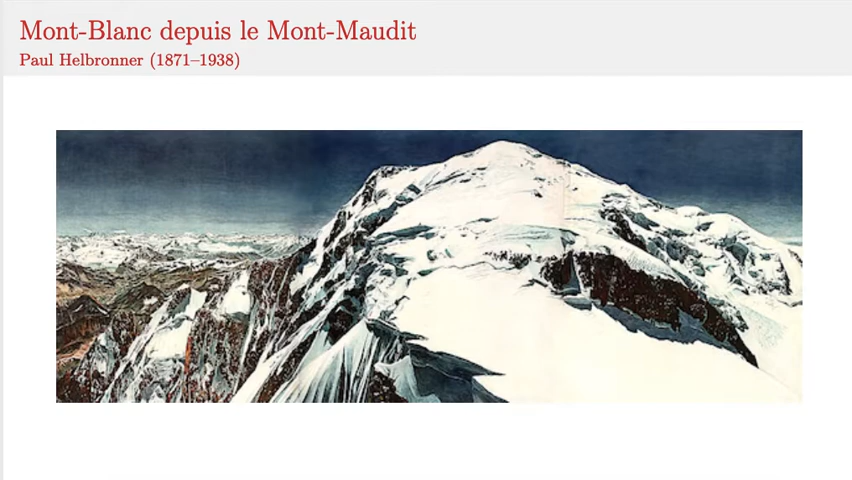 Mont-Blanc depuis le Mont-Maudit
Paul Helbronner (1871–1938)